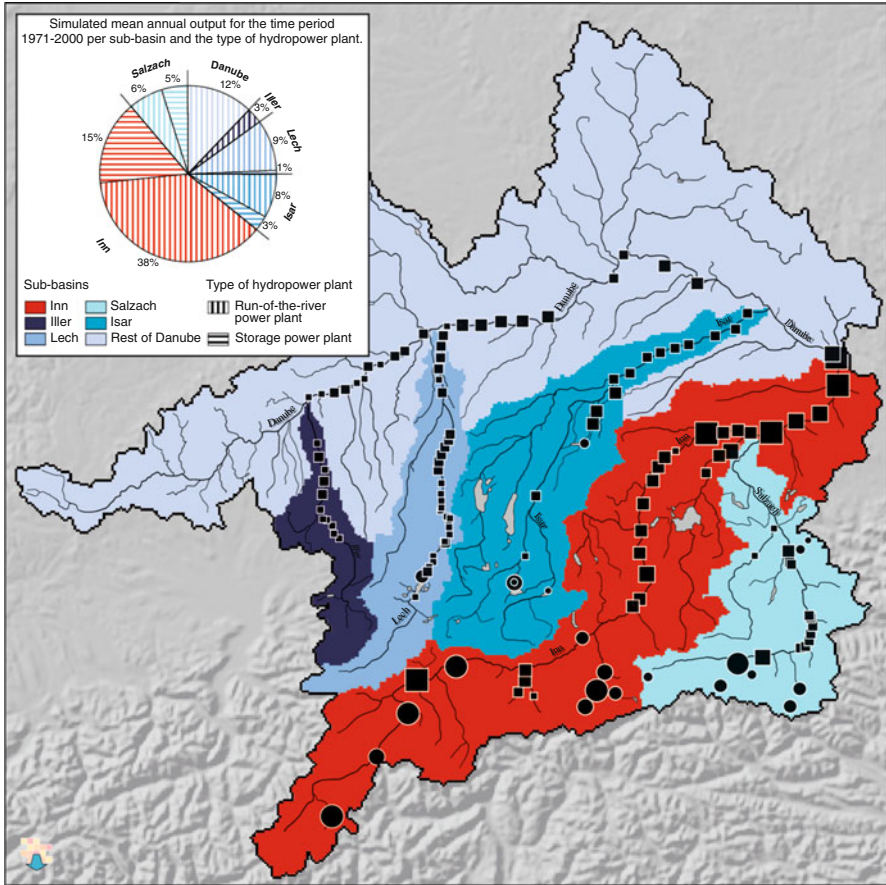 Simulated mean annual output for the time period
1971-2000 per sub-basin and the type of hydropower plant.
Salzach
Danube
Iller
Lech
Isar
Inn
5%
12%
3%
9%
1%
8%
3%
38%
15%
6%
Sub-basins
Type of hydropower plant
Inn
Salzach
Run-of-the-river
power plant
Iller
Isar
Lech
Rest of Danube
Storage power plant
Danube
Isar
Danube
Danube
Inn
Salzach
Iller
Isar
Lech
Inn